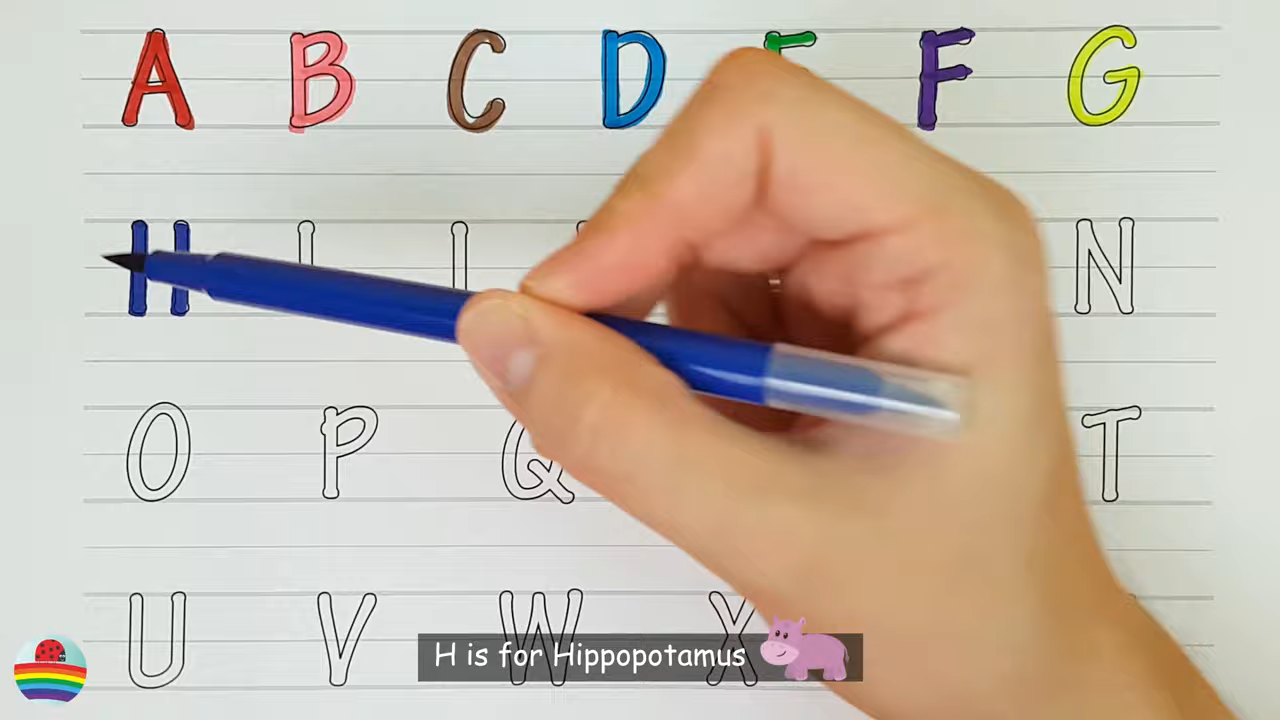 A B C D F G
H N
O P Q T
U V W X
H is for Hippopotamus